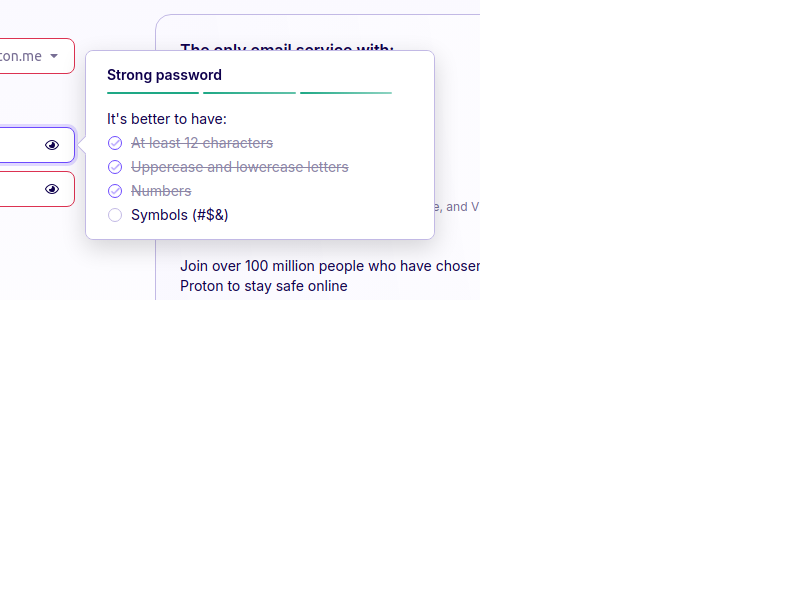 ton.me
The only email service with:
Strong password
It's better to have:
At least 12 characters
Uppercase and lowercase letters
Numbers
e, and V
Symbols (#$&)
Join over 100 million people who have chosen
Proton to stay safe online